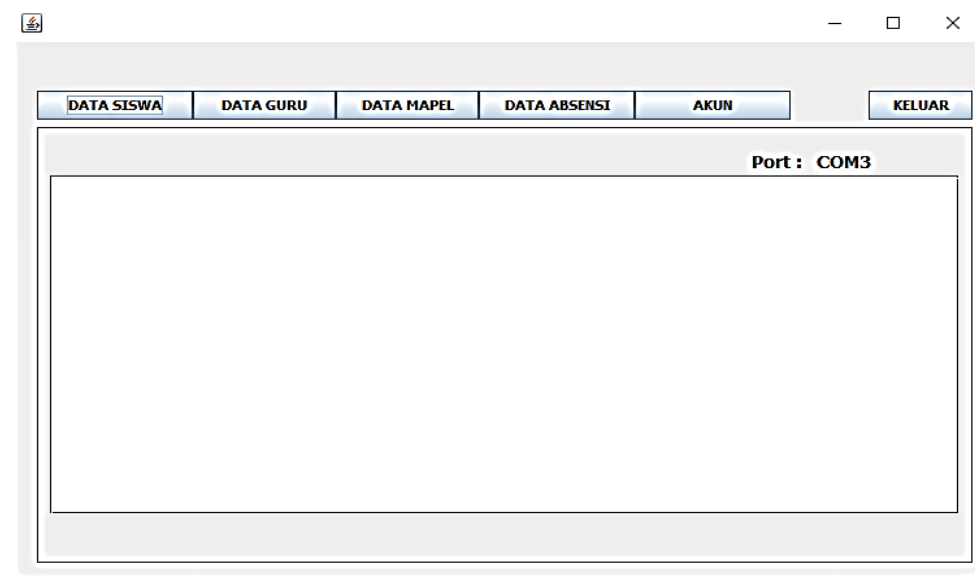 DATA SISWA DATA GURU DATA MAPEL DATA ABSENSI AKUN KELUAR
Port : COM3